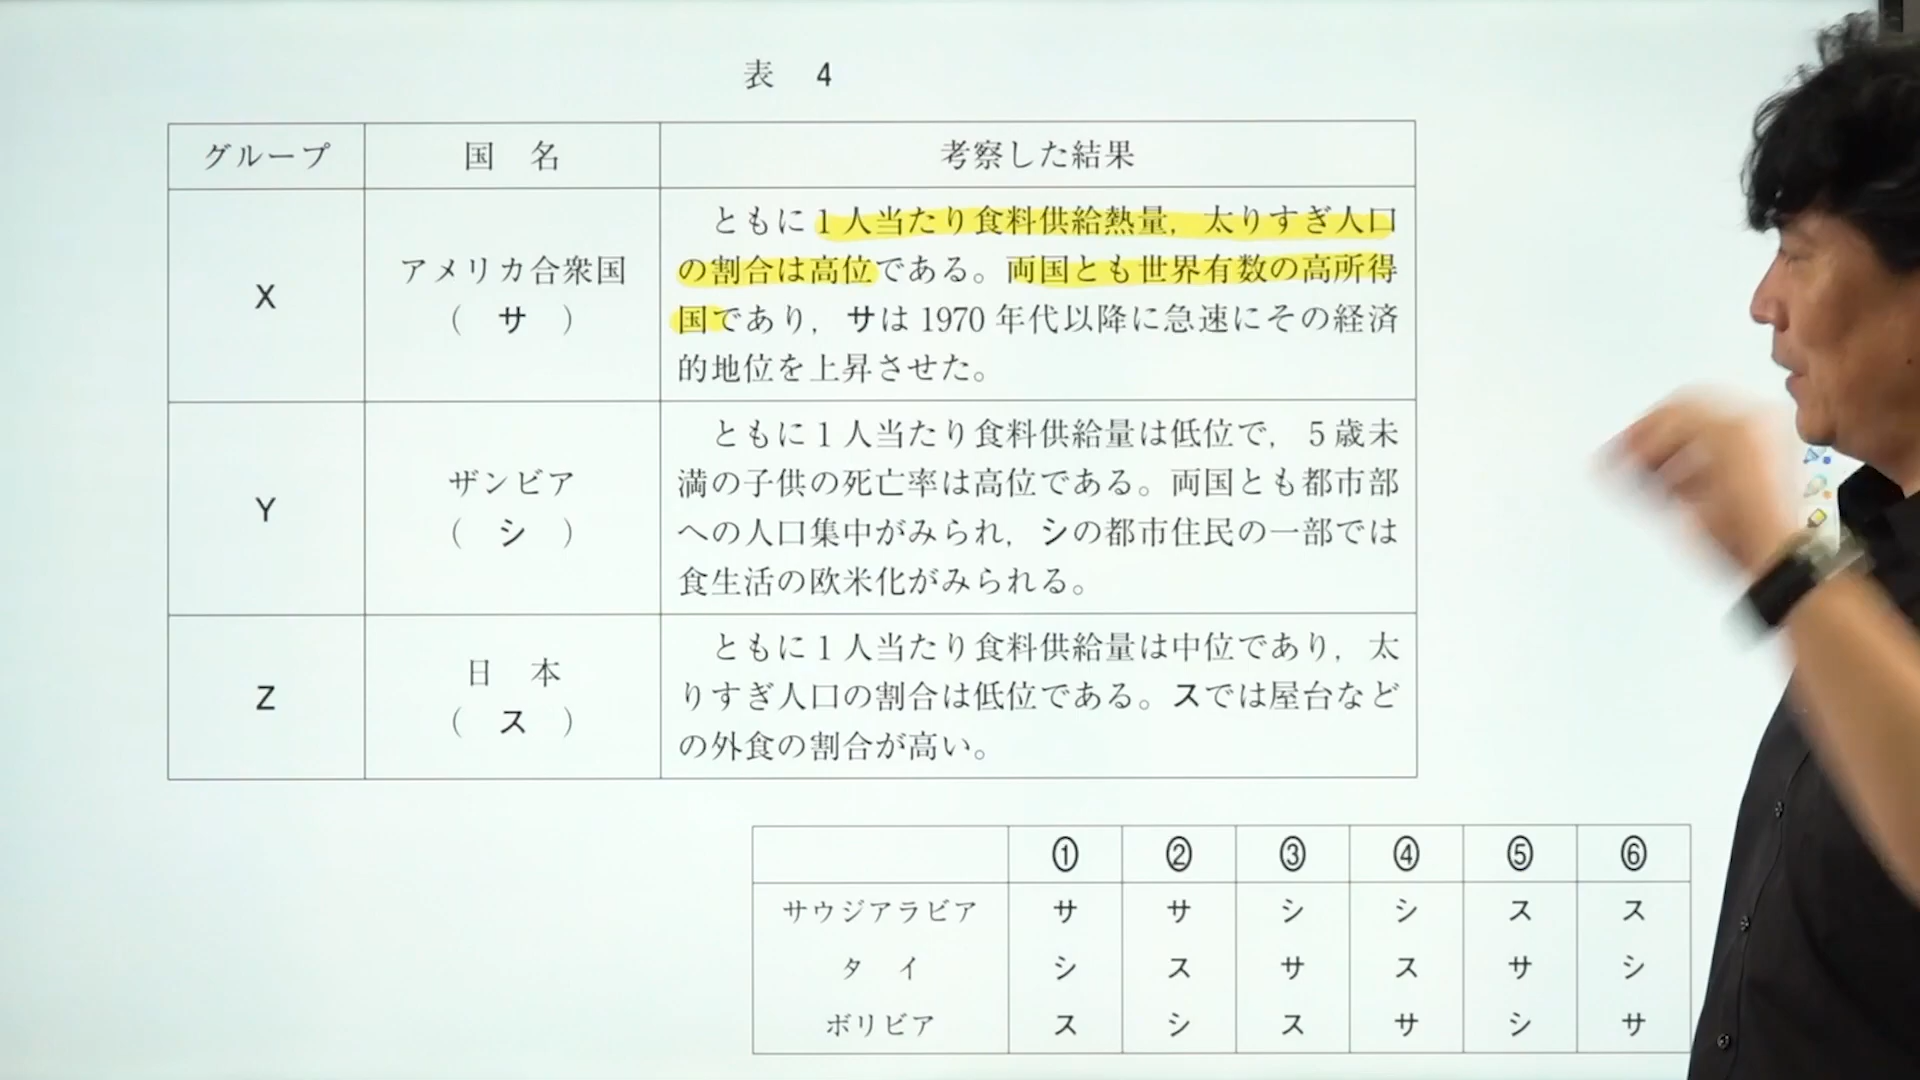 表 4
グループ 国 名 考察した結果
X
アメリカ合衆国
( サ )
ともに1人当たり食料供給熱量，太りすぎ人口
の割合は高位である。両国とも世界有数の高所得
国であり，サは1970年代以降に急速にその経済
的地位を上昇させた。
Y
ザンビア
( シ )
ともに1人当たり食料供給量は低位で，5歳未
満の子供の死亡率は高位である。両国とも都市部
への人口集中がみられ，シの都市住民の一部では
食生活の欧米化がみられる。
Z
日 本
( ス )
ともに1人当たり食料供給量は中位であり，太
りすぎ人口の割合は低位である。スでは屋台など
の外食の割合が高い。
① ② ③ ④ ⑤ ⑥
サウジアラビア サ サ シ シ ス ス
タ イ シ ス サ ス サ シ
ボリビア ス シ ス サ シ サ